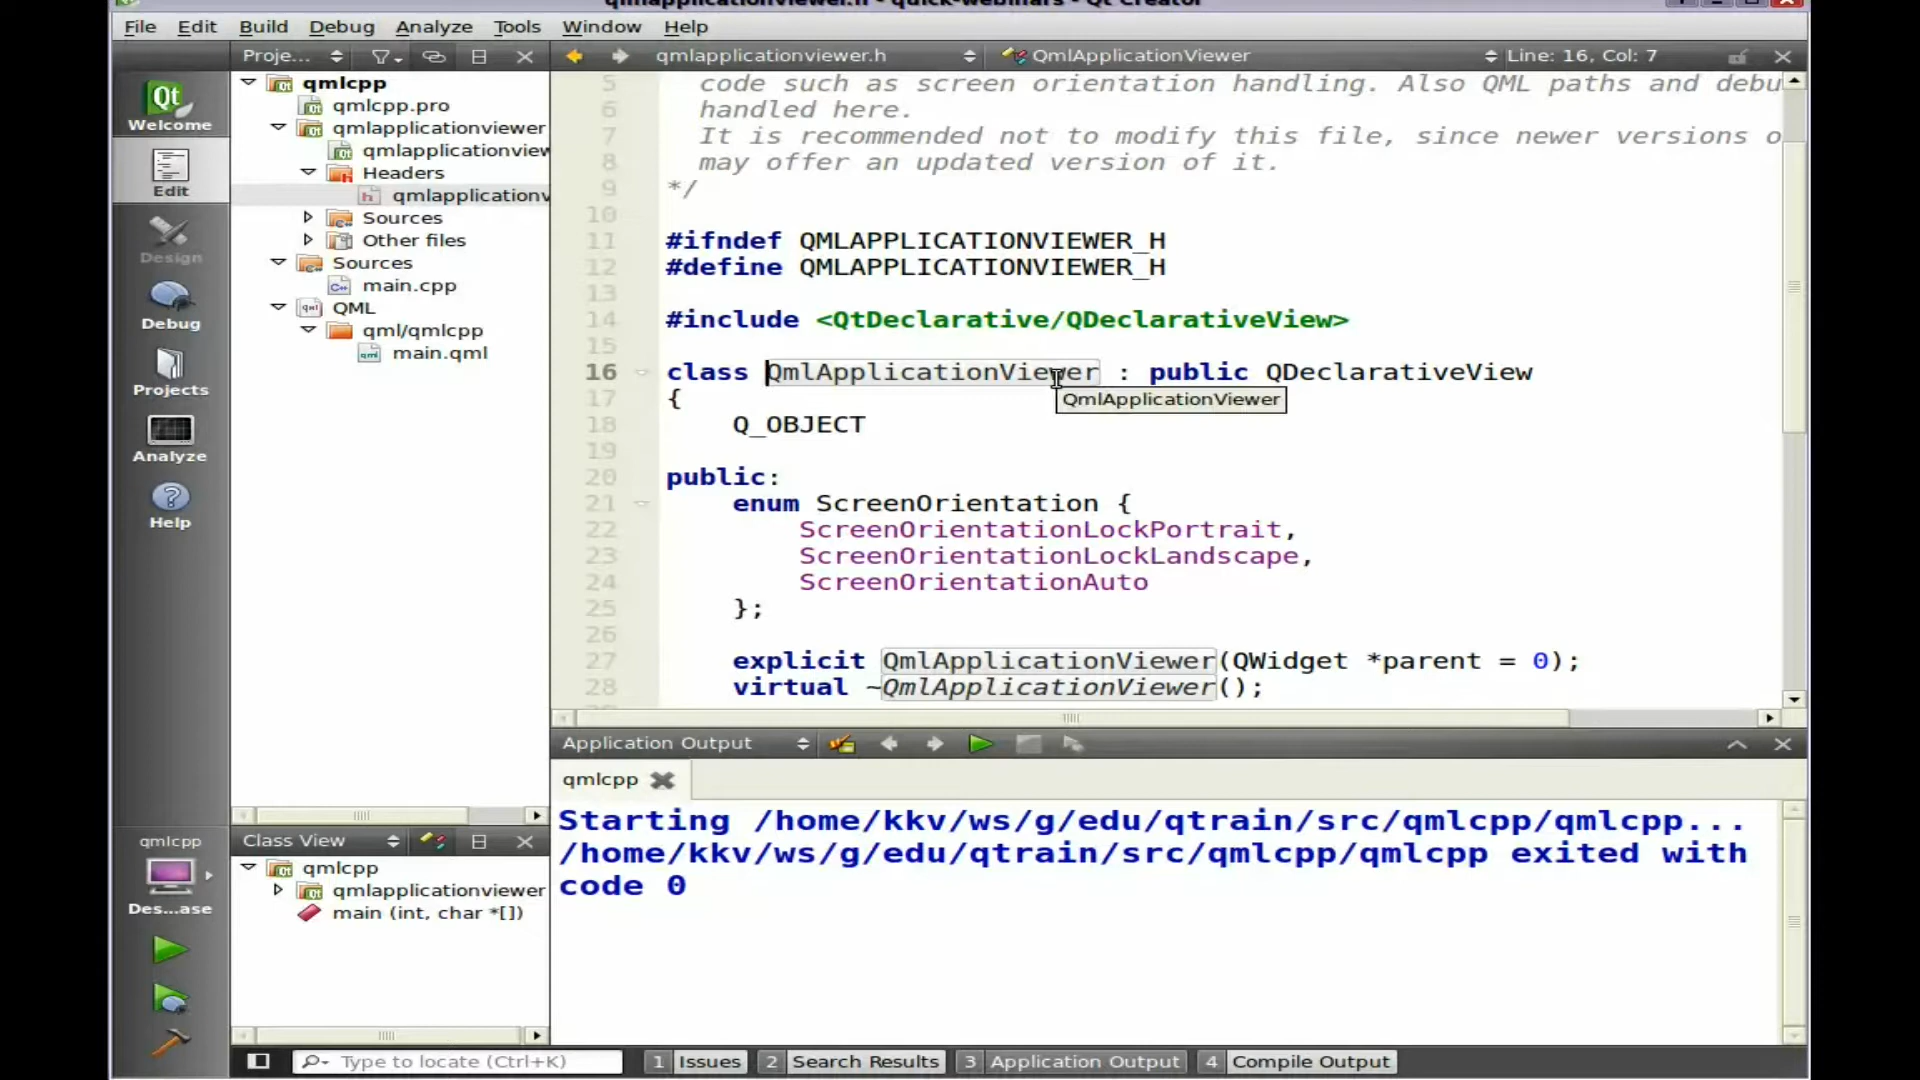 qmlapplicationviewer.h - quick-webinars - Qt Creator
File Edit Build Debug Analyze Tools Window Help
Proje...
qmlapplicationviewer.h
QmlApplicationViewer
Line: 16, Col: 7
Welcome
Edit
Design
Debug
Projects
Analyze
Help
qmlcpp
qmlcpp.pro
qmlapplicationviewer
qmlapplicationview
Headers
qmlapplicationv
Sources
Other files
Sources
main.cpp
QML
qml/qmlcpp
main.qml
5 code such as screen orientation handling. Also QML paths and debu
6 handled here.
7 It is recommended not to modify this file, since newer versions o
8 may offer an updated version of it.
9 */
10
11 #ifndef QMLAPPLICATIONVIEWER_H
12 #define QMLAPPLICATIONVIEWER_H
13
14 #include <QtDeclarative/QDeclarativeView>
15
16 class QmlApplicationViewer : public QDeclarativeView
17 {
QmlApplicationViewer
18 Q_OBJECT
19
20 public:
21 enum ScreenOrientation {
22 ScreenOrientationLockPortrait,
23 ScreenOrientationLockLandscape,
24 ScreenOrientationAuto
25 };
26
27 explicit QmlApplicationViewer(QWidget *parent = 0);
28 virtual ~QmlApplicationViewer();
Application Output
qmlcpp
Starting /home/kkv/ws/g/edu/qtrain/src/qmlcpp/qmlcpp...
/home/kkv/ws/g/edu/qtrain/src/qmlcpp/qmlcpp exited with
code 0
qmlcpp
Des...ase
Class View
qmlcpp
qmlapplicationviewer
main (int, char *[])
Type to locate (Ctrl+K)
1 Issues 2 Search Results 3 Application Output 4 Compile Output